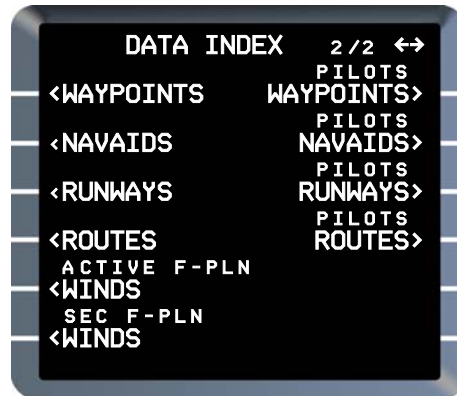 DATA INDEX 2/2 ←→
PILOTS
<WAYPOINTS WAYPOINTS>
PILOTS
<NAVAIDS NAVAIDS>
PILOTS
<RUNWAYS RUNWAYS>
PILOTS
<ROUTES ROUTES>
ACTIVE F-PLN
<WINDS
SEC F-PLN
<WINDS